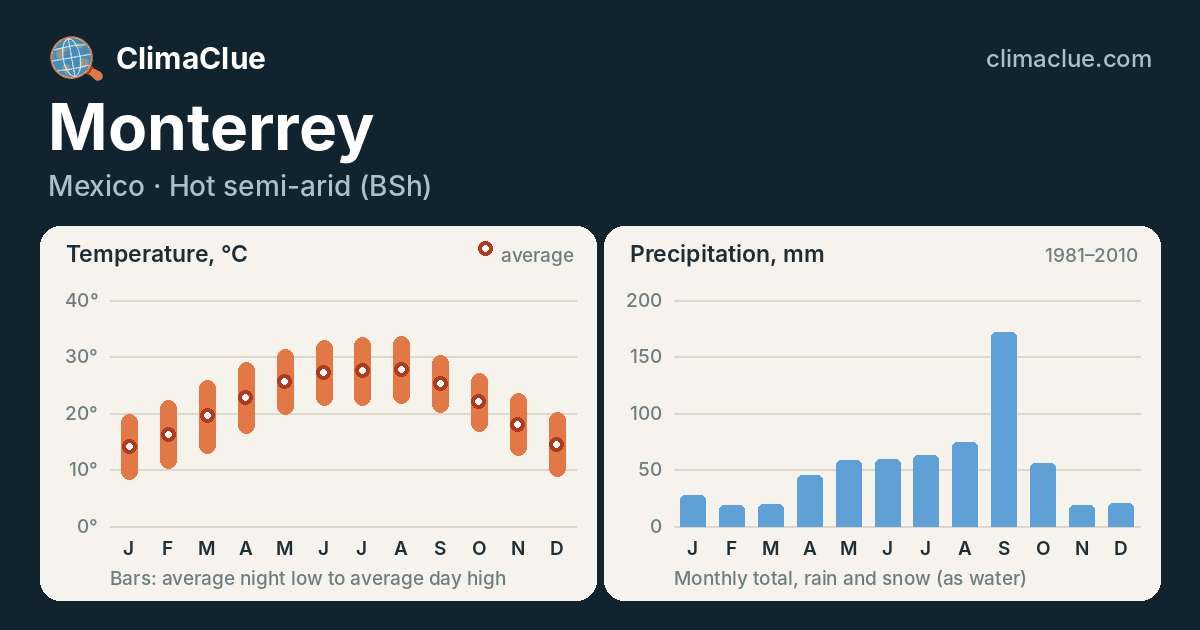 ClimaClue
climaclue.com
Monterrey
Mexico · Hot semi-arid (BSh)
Temperature, °C
average
40°
30°
20°
10°
0°
J F M A M J J A S O N D
Bars: average night low to average day high
Precipitation, mm
1981–2010
200
150
100
50
0
J F M A M J J A S O N D
Monthly total, rain and snow (as water)